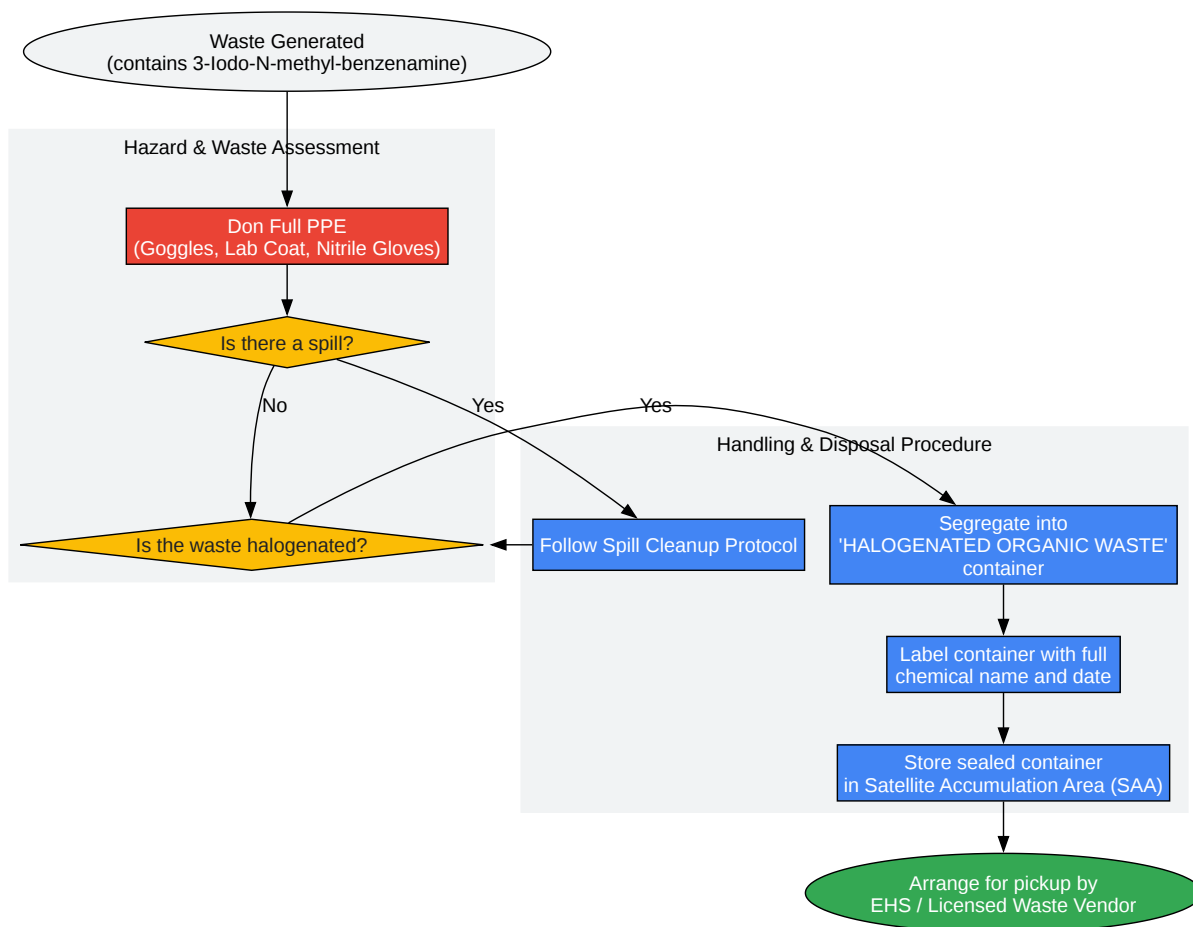 Waste Generated
(contains 3-Iodo-N-methyl-benzenamine)
Hazard & Waste Assessment
Don Full PPE
(Goggles, Lab Coat, Nitrile Gloves)
Is there a spill?
No
Yes
Yes
Handling & Disposal Procedure
Is the waste halogenated?
Follow Spill Cleanup Protocol
Segregate into
'HALOGENATED ORGANIC WASTE'
container
Label container with full
chemical name and date
Store sealed container
in Satellite Accumulation Area (SAA)
Arrange for pickup by
EHS / Licensed Waste Vendor